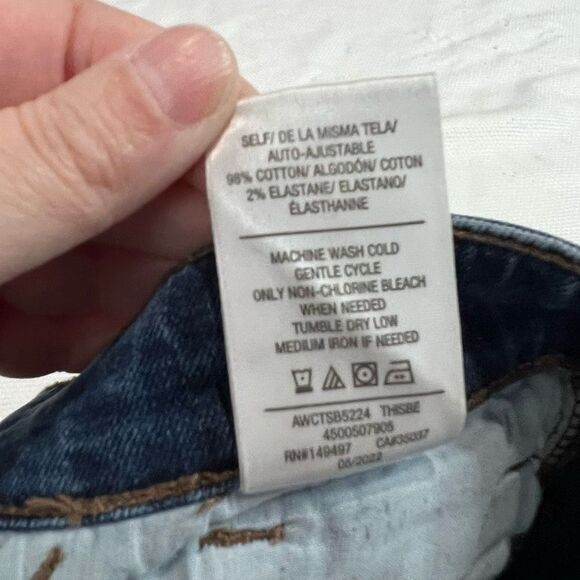 SELF/ DE LA MISMA TELA/
AUTO-AJUSTABLE
98% COTTON/ ALGODÓN/ COTON
2% ELASTANE/ ELASTANO/
ÉLASTHANNE
MACHINE WASH COLD
GENTLE CYCLE
ONLY NON-CHLORINE BLEACH
WHEN NEEDED
TUMBLE DRY LOW
MEDIUM IRON IF NEEDED
AWCTSB5224 THISBE
4500507905
RN#149497 CA#35037
05/2022